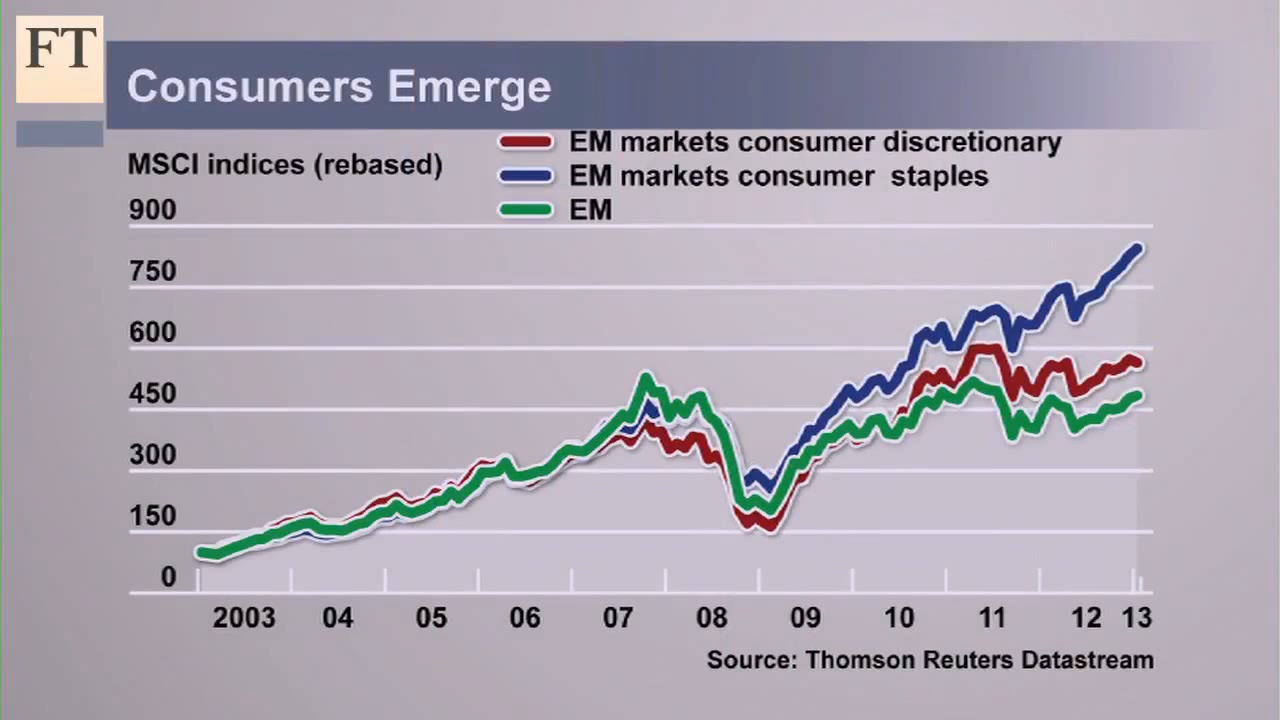 FT
Consumers Emerge
MSCI indices (rebased)
EM markets consumer discretionary
EM markets consumer staples
EM
900
750
600
450
300
150
0
2003 04 05 06 07 08 09 10 11 12 13
Source: Thomson Reuters Datastream